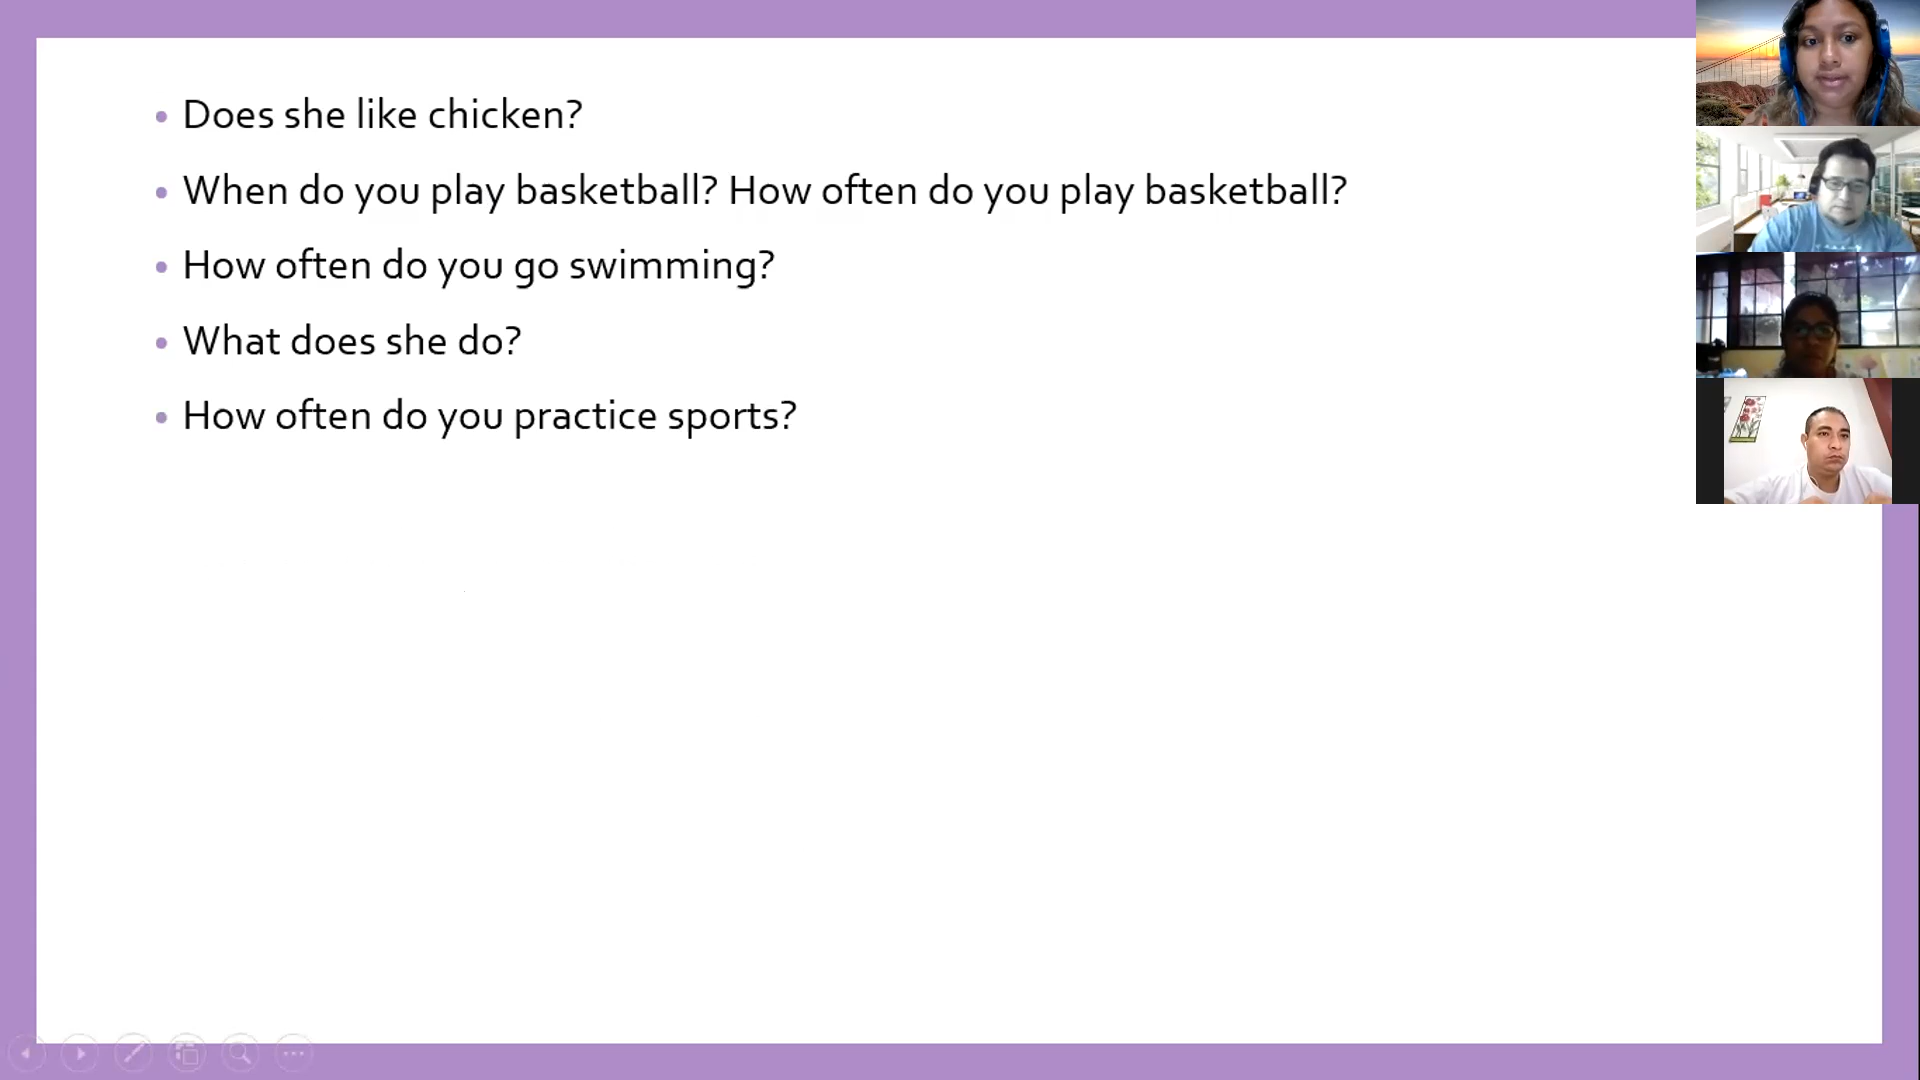 Does she like chicken?
When do you play basketball? How often do you play basketball?
How often do you go swimming?
What does she do?
How often do you practice sports?